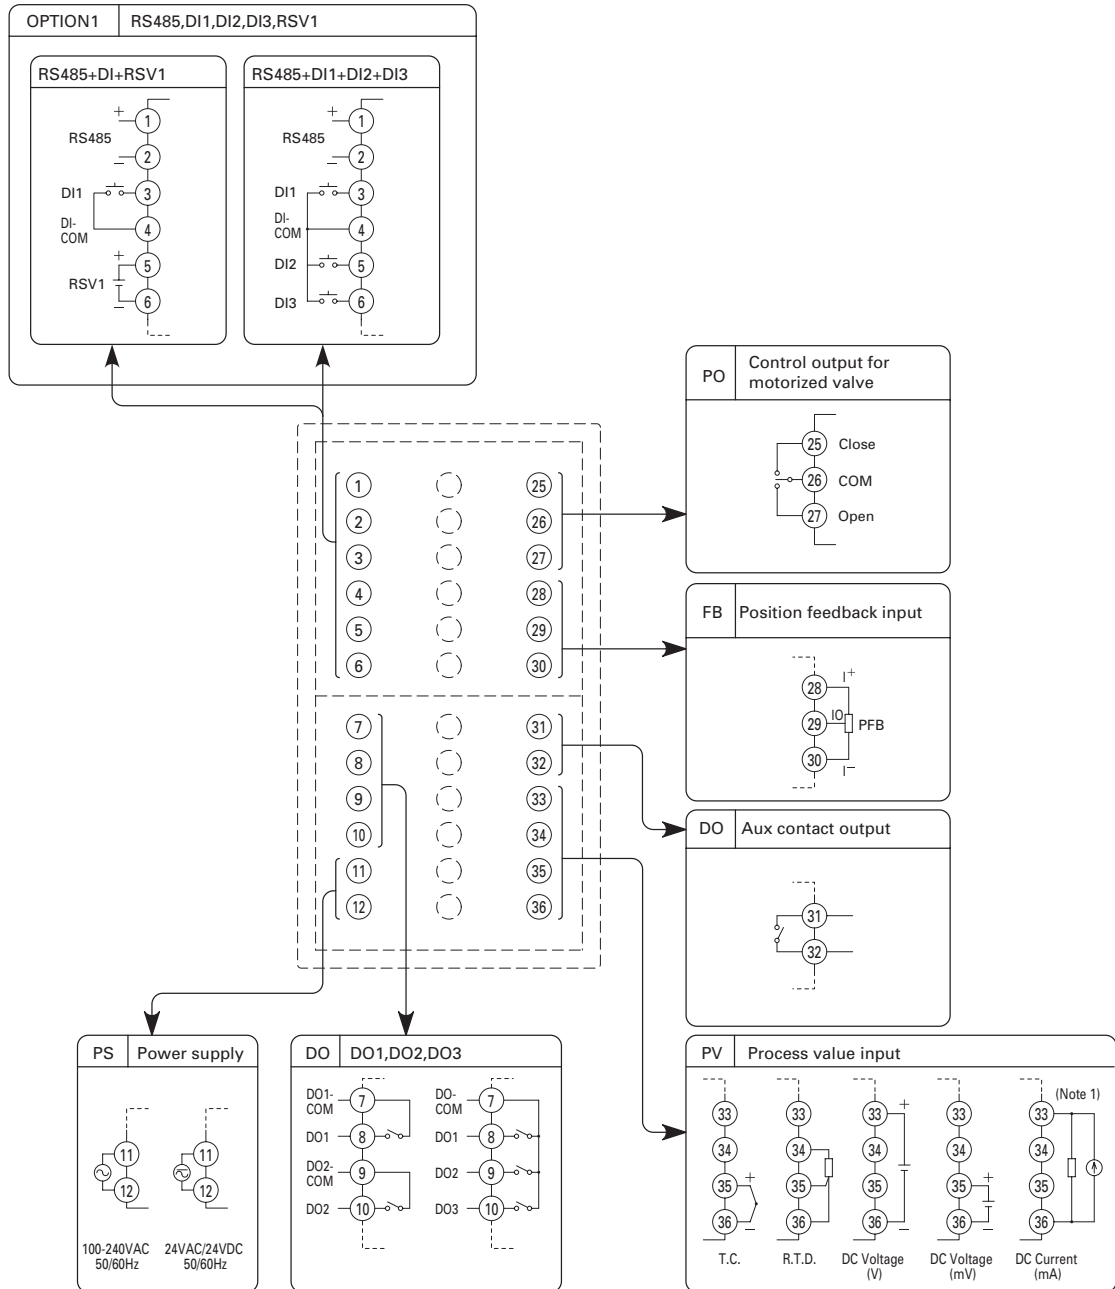 OPTION1 RS485,DI1,DI2,DI3,RSV1
RS485+DI+RSV1
+
1
RS485
−
2
DI1
3
DI-
COM
4
+
5
RSV1
−
6
RS485+DI1+DI2+DI3
+
1
RS485
−
2
DI1
3
DI-
COM
4
DI2
5
DI3
6
1
2
3
4
5
6
7
8
9
10
11
12
25
26
27
28
29
30
31
32
33
34
35
36
PO Control output for
motorized valve
25 Close
26 COM
27 Open
FB Position feedback input
28 I+
29 IO PFB
30 I−
DO Aux contact output
31
32
PS Power supply
11
12
100-240VAC
50/60Hz
11
12
24VAC/24VDC
50/60Hz
DO DO1,DO2,DO3
DO1-
COM
7
DO1 8
DO2-
COM
9
DO2 10
DO-
COM
7
DO1 8
DO2 9
DO3 10
PV Process value input
33
34
35 +
36 −
T.C.
33
34
35
36
R.T.D.
33 +
34
35
36 −
DC Voltage
(V)
33
34
35 +
36 −
DC Voltage
(mV)
(Note 1)
33
34
35
36
A
DC Current
(mA)